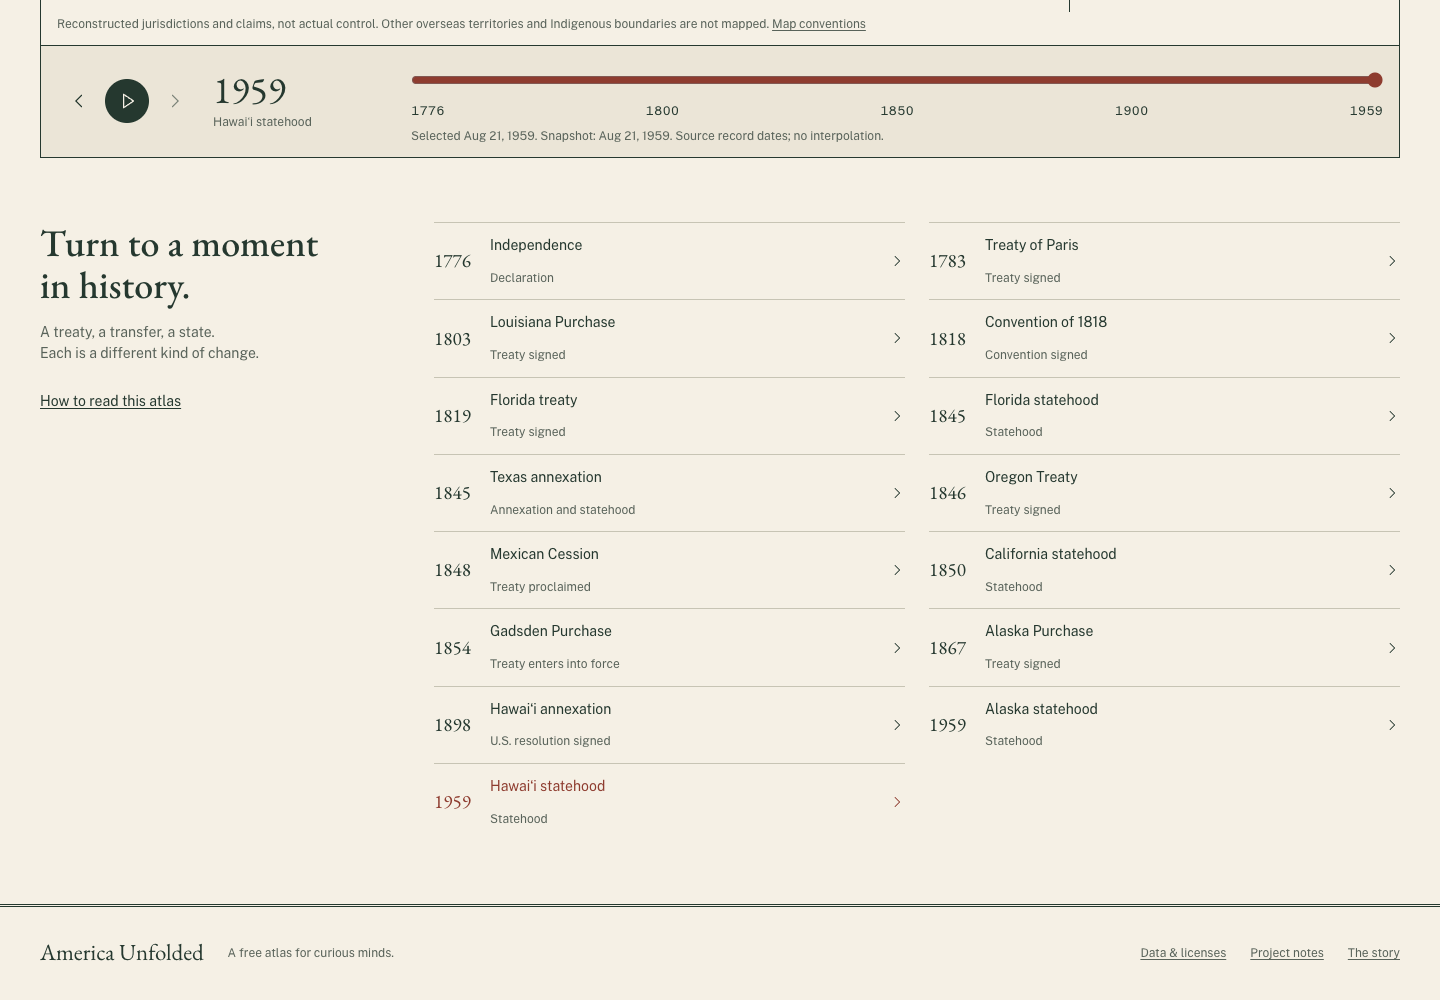 Reconstructed jurisdictions and claims, not actual control. Other overseas territories and Indigenous boundaries are not mapped. Map conventions
1959
Hawaiʻi statehood
1776 1800 1850 1900 1959
Selected Aug 21, 1959. Snapshot: Aug 21, 1959. Source record dates; no interpolation.
Turn to a moment
in history.
A treaty, a transfer, a state.
Each is a different kind of change.
How to read this atlas
1776
Independence
Declaration
1783
Treaty of Paris
Treaty signed
1803
Louisiana Purchase
Treaty signed
1818
Convention of 1818
Convention signed
1819
Florida treaty
Treaty signed
1845
Florida statehood
Statehood
1845
Texas annexation
Annexation and statehood
1846
Oregon Treaty
Treaty signed
1848
Mexican Cession
Treaty proclaimed
1850
California statehood
Statehood
1854
Gadsden Purchase
Treaty enters into force
1867
Alaska Purchase
Treaty signed
1898
Hawaiʻi annexation
U.S. resolution signed
1959
Alaska statehood
Statehood
1959
Hawaiʻi statehood
Statehood
America Unfolded
A free atlas for curious minds.
Data & licenses
Project notes
The story